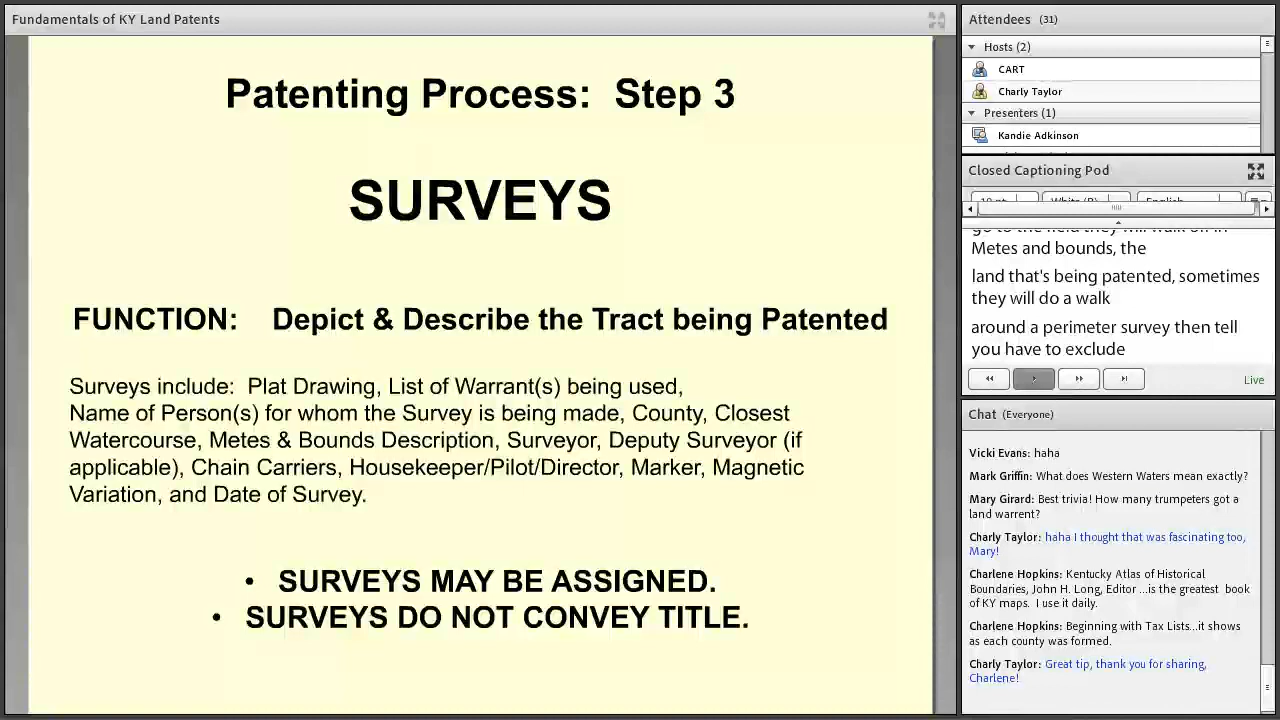 Fundamentals of KY Land Patents
Patenting Process: Step 3
SURVEYS
FUNCTION: Depict & Describe the Tract being Patented
Surveys include: Plat Drawing, List of Warrant(s) being used,
Name of Person(s) for whom the Survey is being made, County, Closest
Watercourse, Metes & Bounds Description, Surveyor, Deputy Surveyor (if
applicable), Chain Carriers, Housekeeper/Pilot/Director, Marker, Magnetic
Variation, and Date of Survey.
• SURVEYS MAY BE ASSIGNED.
• SURVEYS DO NOT CONVEY TITLE.
Attendees (31)
Hosts (2)
CART
Charly Taylor
Presenters (1)
Kandie Adkinson
Closed Captioning Pod
Metes and bounds, the
land that's being patented, sometimes
they will do a walk
around a perimeter survey then tell
you have to exclude
Live
Chat (Everyone)
Vicki Evans: haha
Mark Griffin: What does Western Waters mean exactly?
Mary Girard: Best trivia! How many trumpeters got a
land warrent?
Charly Taylor: haha I thought that was fascinating too,
Mary!
Charlene Hopkins: Kentucky Atlas of Historical
Boundaries, John H. Long, Editor ...is the greatest book
of KY maps. I use it daily.
Charlene Hopkins: Beginning with Tax Lists...it shows
as each county was formed.
Charly Taylor: Great tip, thank you for sharing,
Charlene!